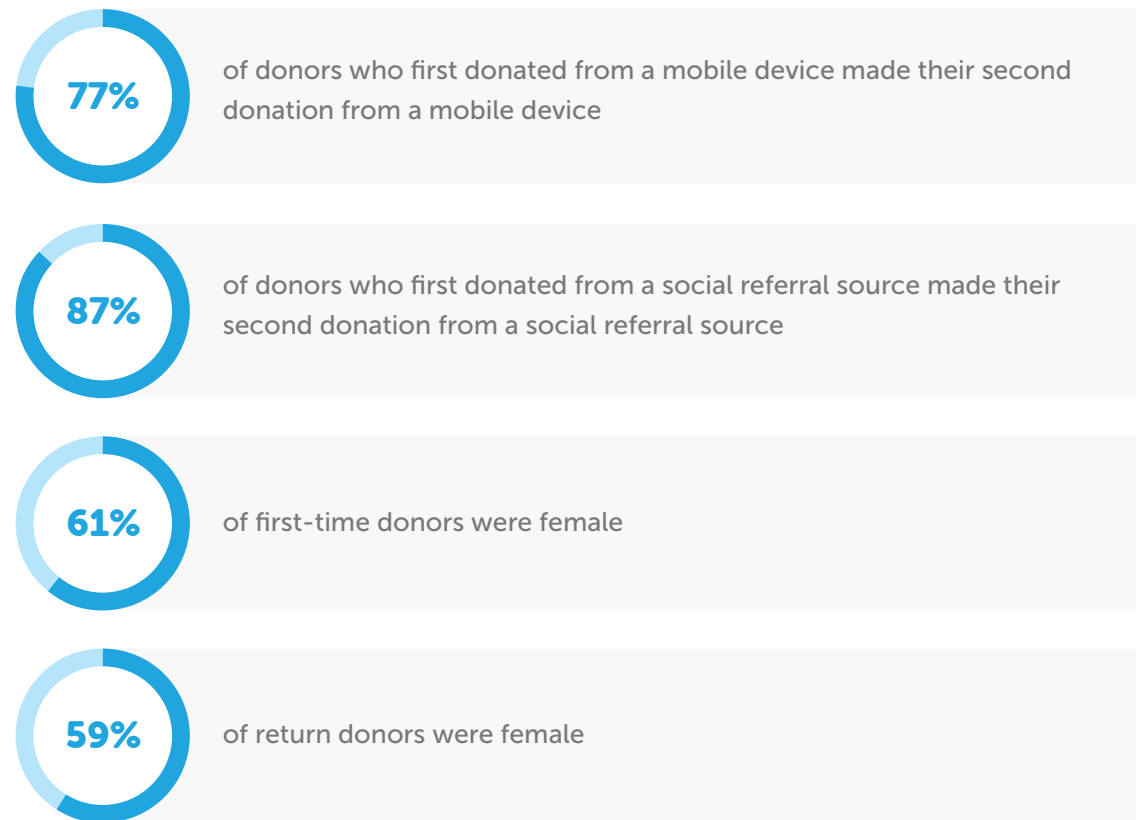 77%
of donors who first donated from a mobile device made their second
donation from a mobile device
87%
of donors who first donated from a social referral source made their
second donation from a social referral source
61%
of first-time donors were female
59%
of return donors were female